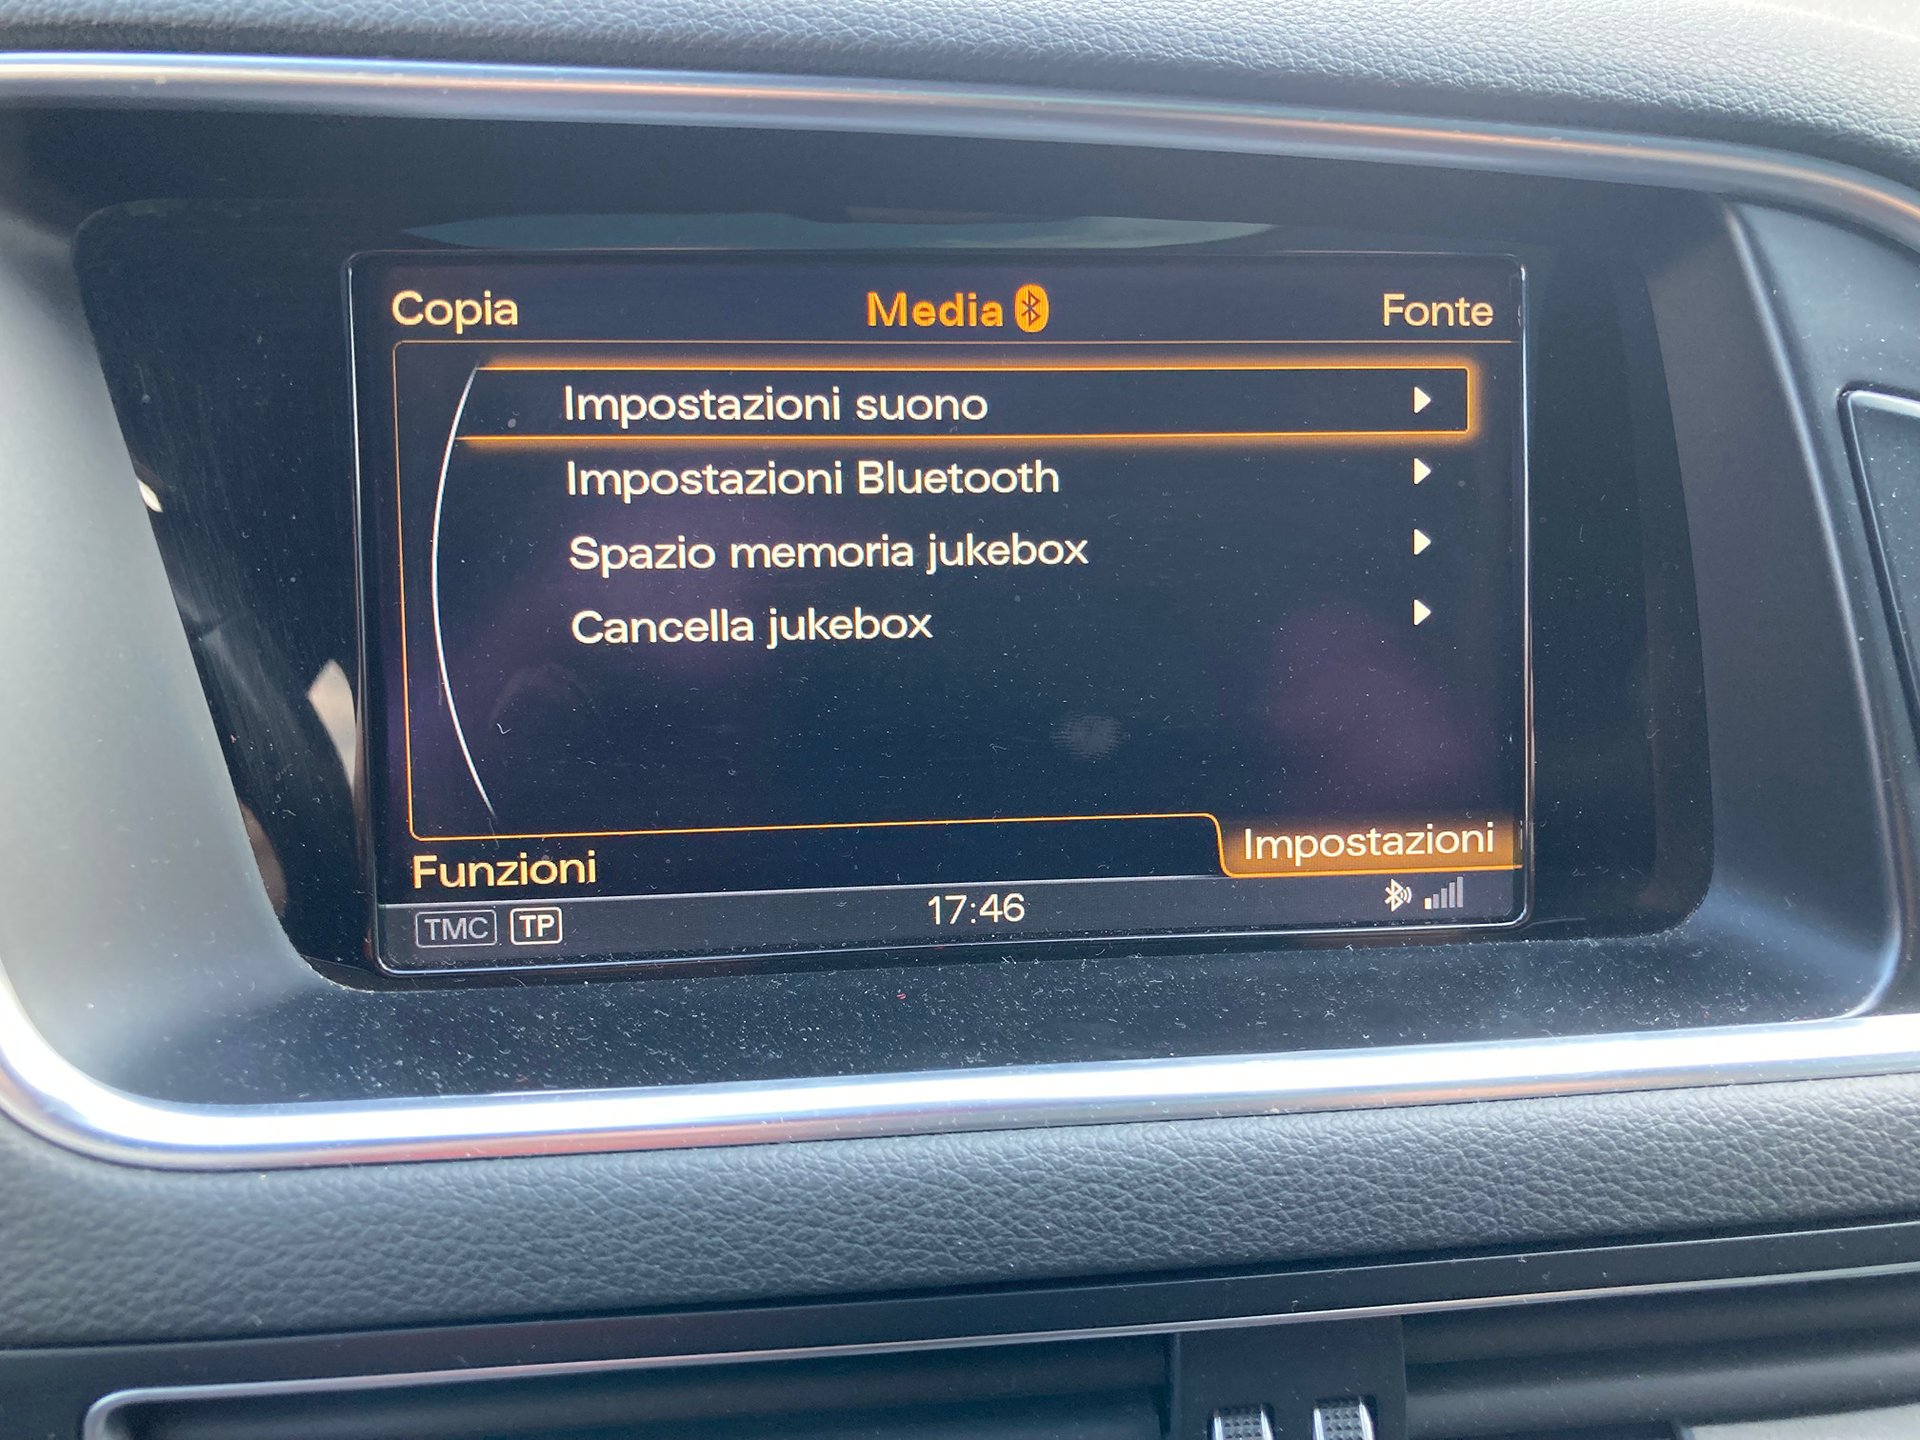 Copia Media Fonte
Impostazioni suono
Impostazioni Bluetooth
Spazio memoria jukebox
Cancella jukebox
Funzioni Impostazioni
TMC TP 17:46